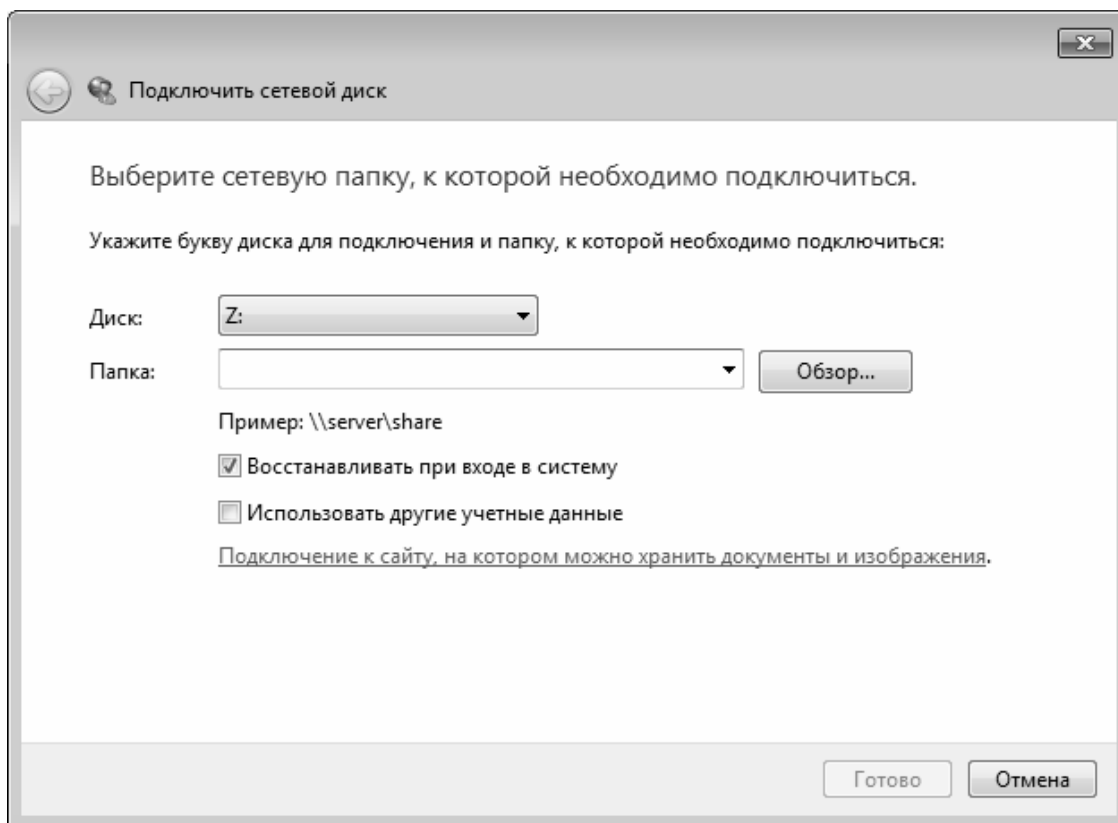 Подключить сетевой диск
Выберите сетевую папку, к которой необходимо подключиться.
Укажите букву диска для подключения и папку, к которой необходимо подключиться:
Диск: Z:
Папка: Обзор...
Пример: \\server\share
Восстанавливать при входе в систему
Использовать другие учетные данные
Подключение к сайту, на котором можно хранить документы и изображения.
Готово Отмена